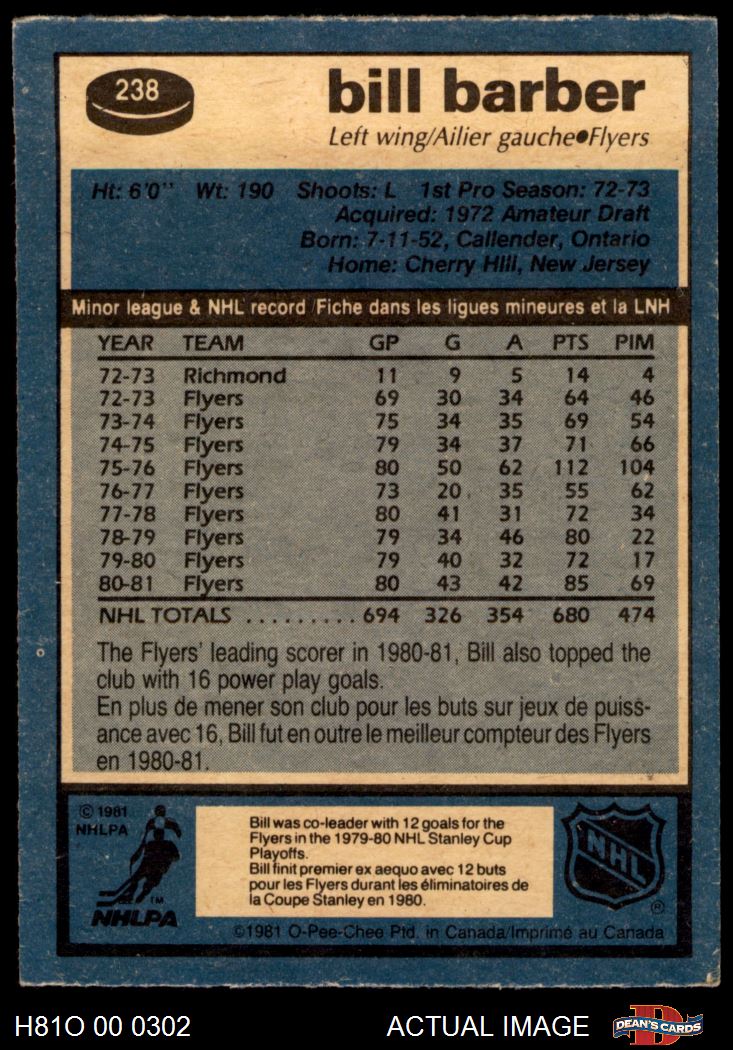 238
bill barber
Left wing/Ailier gauche●Flyers
Ht: 6'0" Wt: 190 Shoots: L 1st Pro Season: 72-73
Acquired: 1972 Amateur Draft
Born: 7-11-52, Callender, Ontario
Home: Cherry Hill, New Jersey
Minor league & NHL record /Fiche dans les ligues mineures et la LNH
YEAR TEAM GP G A PTS PIM
72-73 Richmond 11 9 5 14 4
72-73 Flyers 69 30 34 64 46
73-74 Flyers 75 34 35 69 54
74-75 Flyers 79 34 37 71 66
75-76 Flyers 80 50 62 112 104
76-77 Flyers 73 20 35 55 62
77-78 Flyers 80 41 31 72 34
78-79 Flyers 79 34 46 80 22
79-80 Flyers 79 40 32 72 17
80-81 Flyers 80 43 42 85 69
NHL TOTALS ......... 694 326 354 680 474
The Flyers' leading scorer in 1980-81, Bill also topped the
club with 16 power play goals.
En plus de mener son club pour les buts sur jeux de puiss-
ance avec 16, Bill fut en outre le meilleur compteur des Flyers
en 1980-81.
© 1981
NHLPA
TM
NHLPA
Bill was co-leader with 12 goals for the
Flyers in the 1979-80 NHL Stanley Cup
Playoffs.
Bill finit premier ex aequo avec 12 buts
pour les Flyers durant les éliminatoires de
la Coupe Stanley en 1980.
NHL
®
©1981 O-Pee-Chee Ptd. in Canada/Imprimé au Canada
H81O 00 0302 ACTUAL IMAGE
D
DEAN'S CARDS